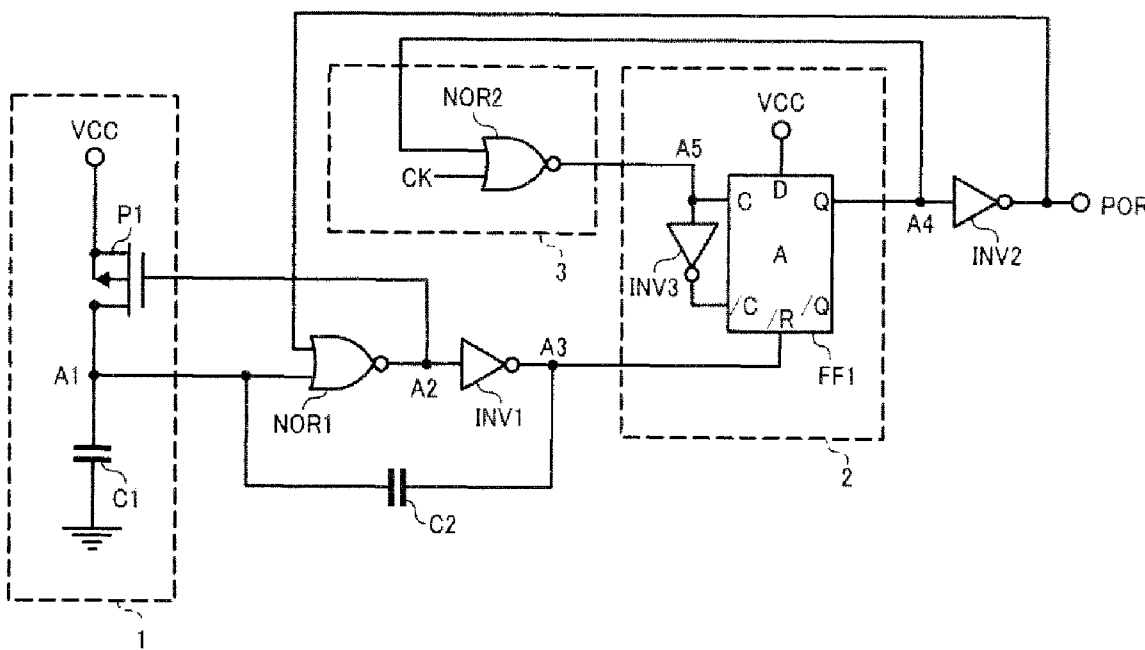 NOR2
VCC
VCC
A5
CK
C
D
Q
POR
P1
A4
INV3
A
INV2
3
/C
/R
/Q
A3
A1
A2
FF1
NOR1
INV1
2
C1
C2
1